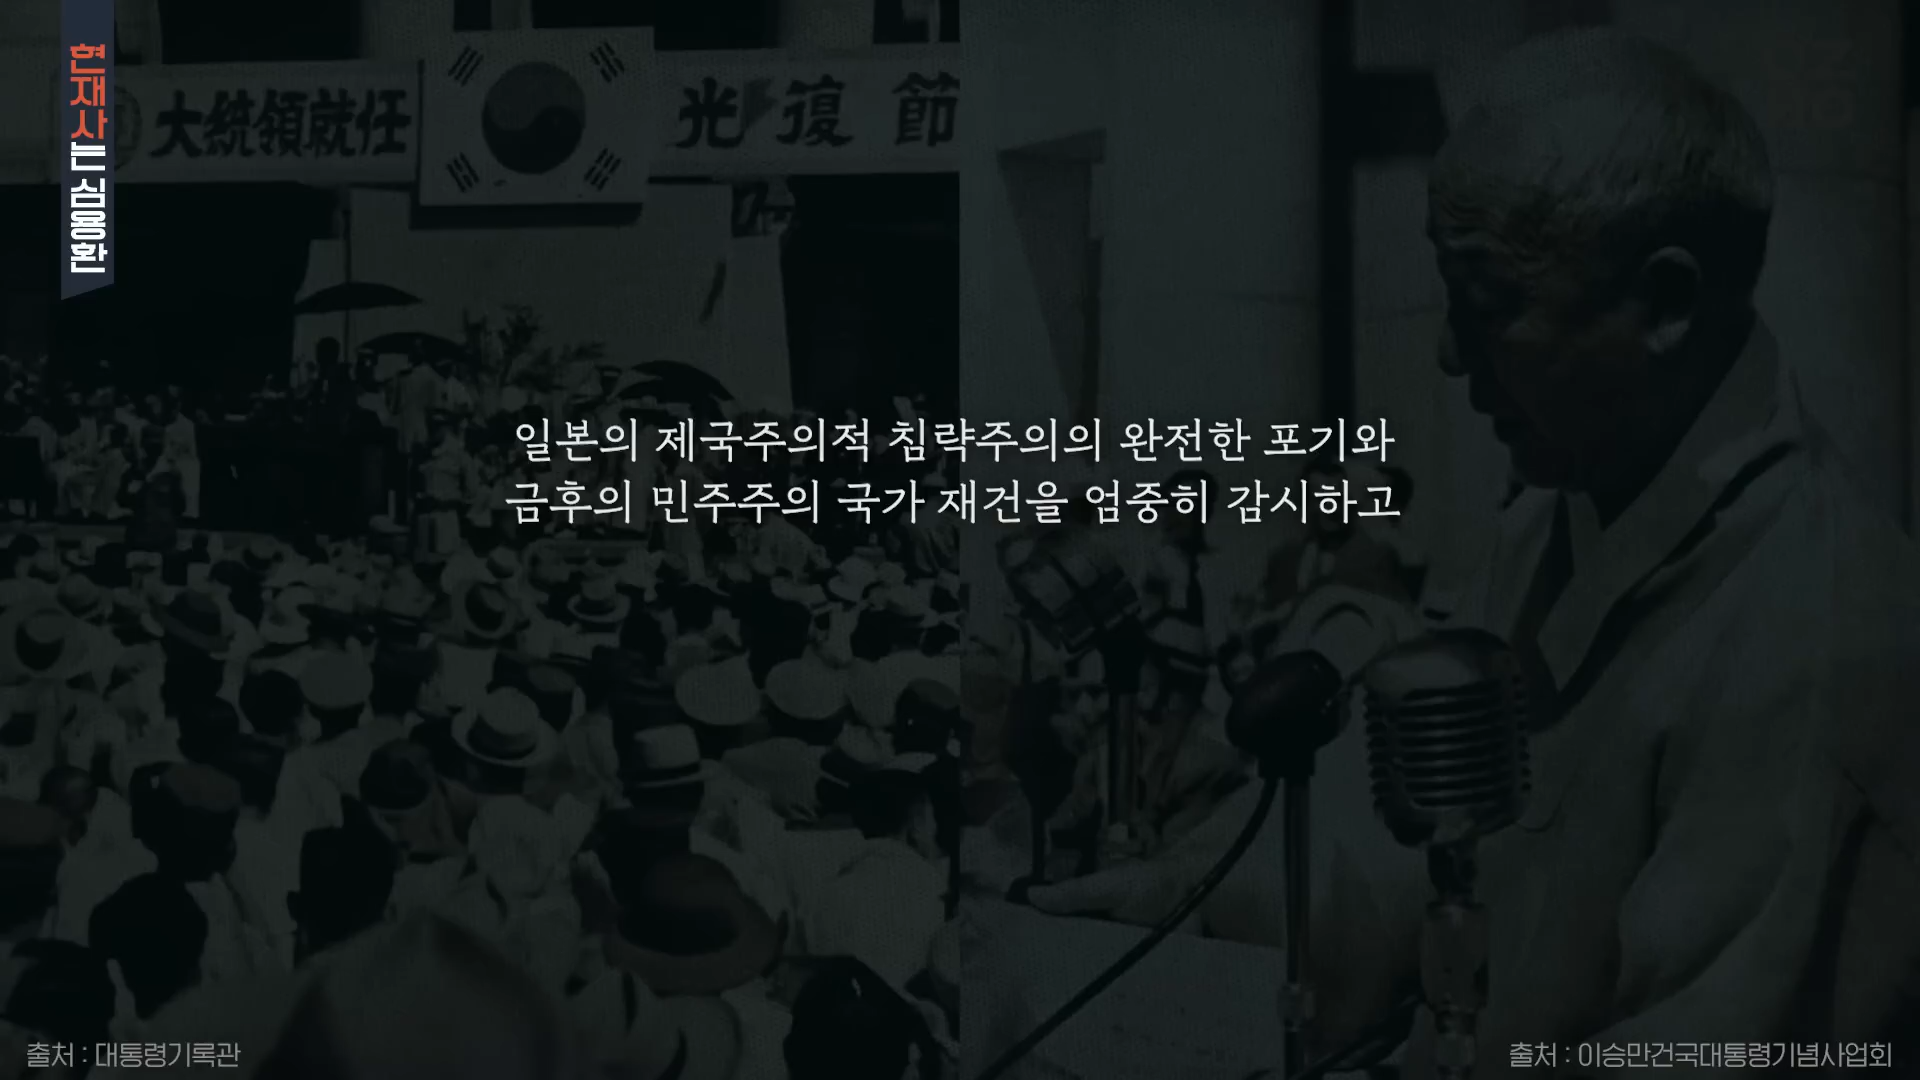 현재사는 심용환
大統領就任
光復節
일본의 제국주의적 침략주의의 완전한 포기와
금후의 민주주의 국가 재건을 엄중히 감시하고
출처 : 대통령기록관
출처 : 이승만건국대통령기념사업회